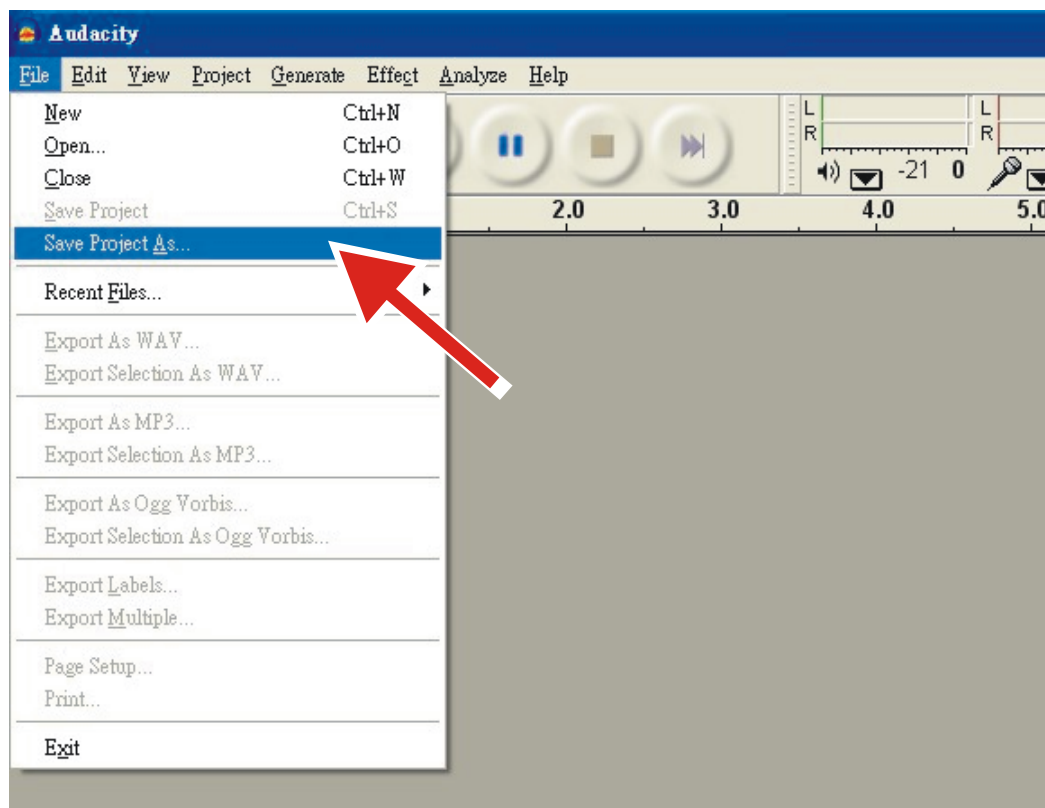 Audacity
File Edit View Project Generate Effect Analyze Help
New Ctrl+N
Open... Ctrl+O
Close Ctrl+W
Save Project Ctrl+S
Save Project As...
Recent Files...
Export As WAV...
Export Selection As WAV...
Export As MP3...
Export Selection As MP3...
Export As Ogg Vorbis...
Export Selection As Ogg Vorbis...
Export Labels...
Export Multiple...
Page Setup...
Print...
Exit
L L
R R
-21 0
2.0 3.0 4.0 5.0